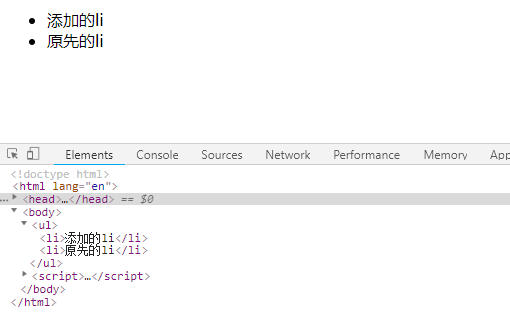 添加的li
原先的li
Elements Console Sources Network Performance Memory App
<!doctype html>
<html lang="en">
<head>…</head> == $0
<body>
<ul>
<li>添加的li</li>
<li>原先的li</li>
</ul>
<script>…</script>
</body>
</html>